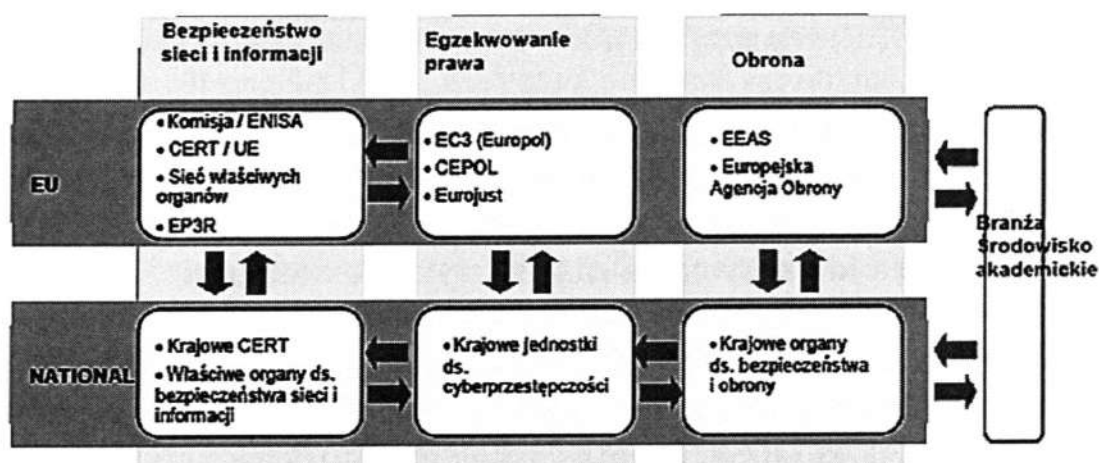 Bezpieczeństwo
sieci i informacji
Egzekwowanie
prawa
Obrona
EU
• Komisja / ENISA
• CERT / UE
• Sieć właściwych
organów
• EP3R
• EC3 (Europol)
• CEPOL
• Eurojust
• EEAS
• Europejska
Agencja Obrony
Branża
Środowisko
akademickie
NATIONAL
• Krajowe CERT
• Właściwe organy ds.
bezpieczeństwa sieci i
informacji
• Krajowe jednostki
ds.
cyberprzestępczości
• Krajowe organy
ds. bezpieczeństwa
i obrony